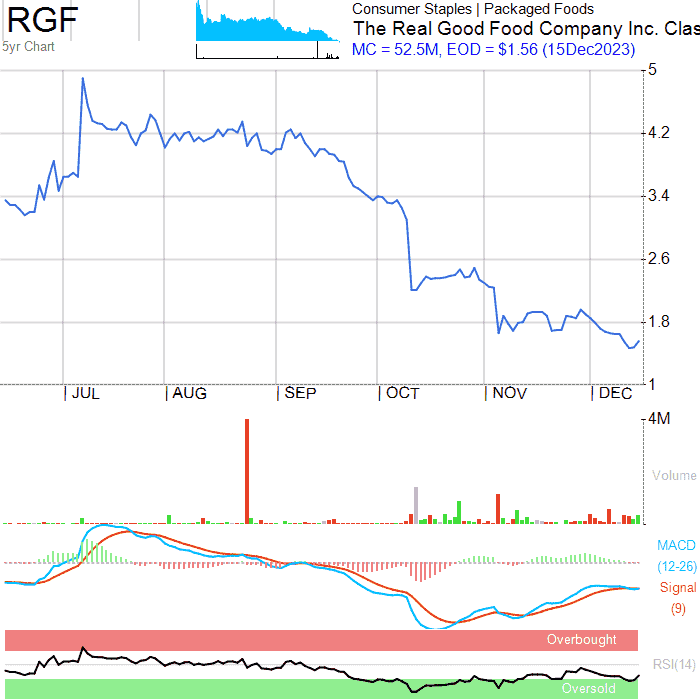 RGF
5yr Chart
Consumer Staples | Packaged Foods
The Real Good Food Company Inc. Clas
MC = 52.5M, EOD = $1.56 (15Dec2023)
5
4.2
3.4
2.6
1.8
1
JUL AUG SEP OCT NOV DEC
4M
Volume
MACD
(12-26)
Signal
(9)
Overbought
RSI(14)
Oversold